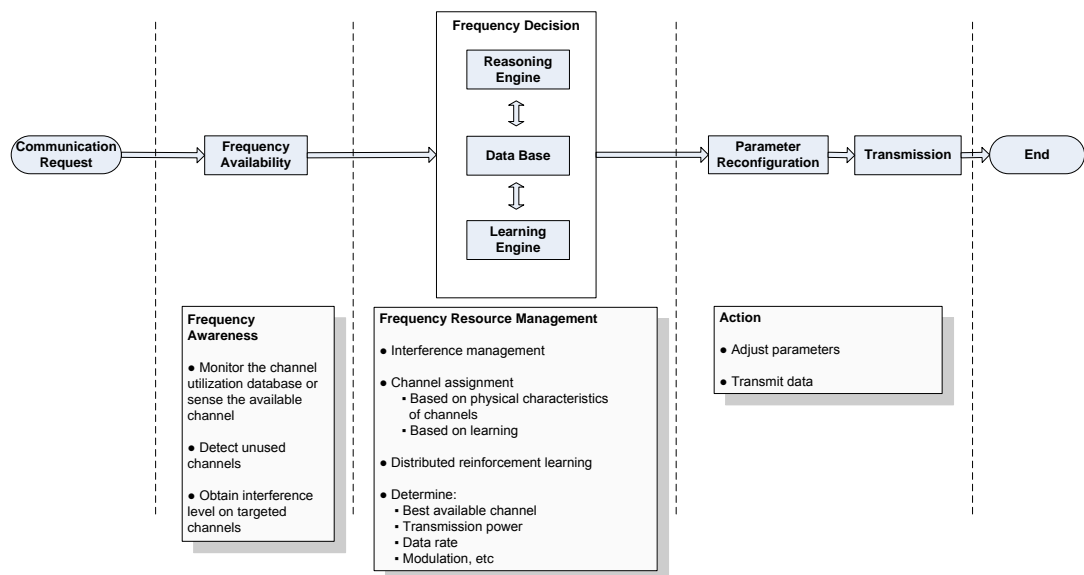 Frequency Decision
Reasoning
Engine
Communication
Request
Frequency
Availability
Data Base
Parameter
Reconfiguration
Transmission
End
Learning
Engine
Frequency
Awareness
● Monitor the channel
utilization database or
sense the available
channel
● Detect unused
channels
● Obtain interference
level on targeted
channels
Frequency Resource Management
● Interference management
● Channel assignment
▪ Based on physical characteristics
of channels
▪ Based on learning
● Distributed reinforcement learning
● Determine:
▪ Best available channel
▪ Transmission power
▪ Data rate
▪ Modulation, etc
Action
● Adjust parameters
● Transmit data